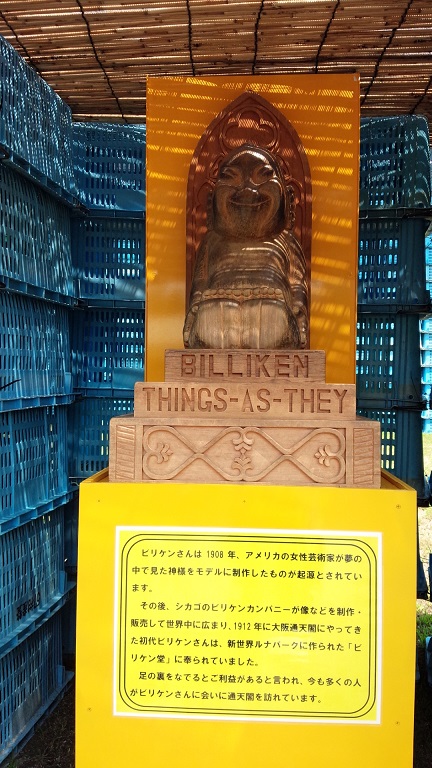 BILLIKEN
THINGS-AS-THEY
ビリケンさんは 1908 年、アメリカの女性芸術家が夢の
中で見た神様をモデルに制作したものが起源とされてい
ます。
その後、シカゴのビリケンカンパニーが像などを制作・
販売して世界中に広まり、1912 年に大阪通天閣にやってき
た初代ビリケンさんは、新世界ルナパークに作られた「ビ
リケン堂」に奉られていました。
足の裏をなでるとご利益があると言われ、今も多くの人
がビリケンさんに会いに通天閣を訪れています。